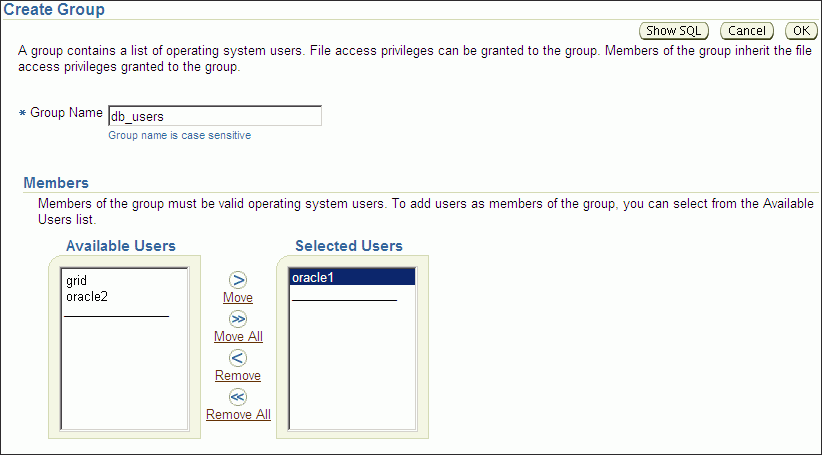 Create Group
Show SQL Cancel OK
A group contains a list of operating system users. File access privileges can be granted to the group. Members of the group inherit the file
access privileges granted to the group.
* Group Name db_users
Group name is case sensitive
Members
Members of the group must be valid operating system users. To add users as members of the group, you can select from the Available
Users list.
Available Users Selected Users
grid oracle1
oracle2
> Move
>> Move All
< Remove
<< Remove All